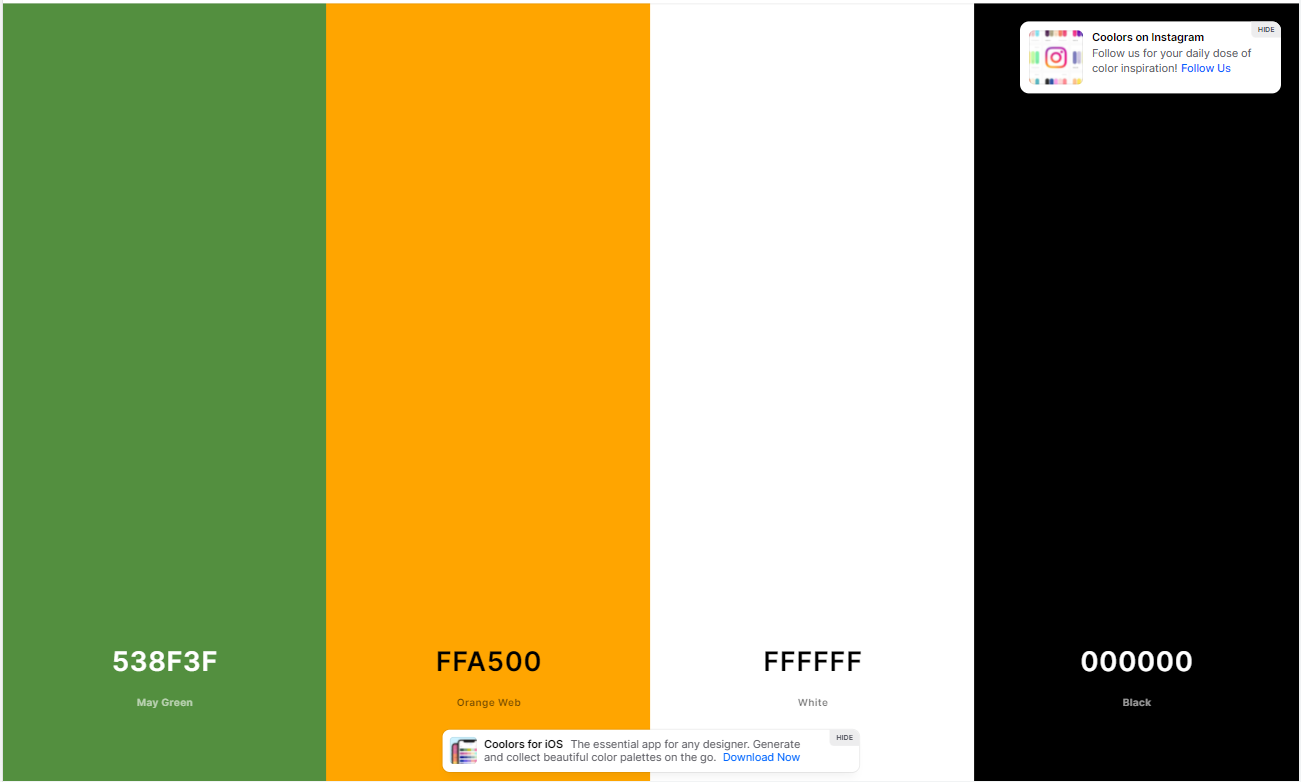 HIDE
Coolors on Instagram
Follow us for your daily dose of
color inspiration! Follow Us
538F3F
FFA500
FFFFFF
000000
May Green
Orange Web
White
Black
HIDE
Coolors for iOS The essential app for any designer. Generate
and collect beautiful color palettes on the go. Download Now